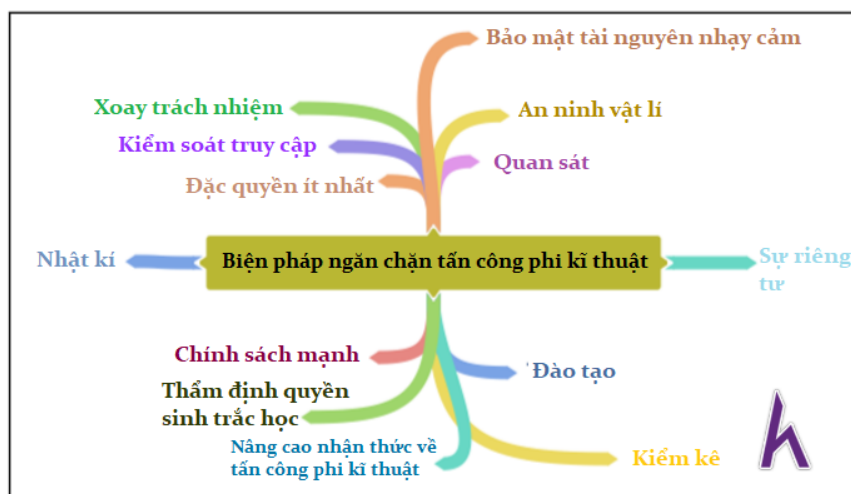 Bảo mật tài nguyên nhạy cảm
Xoay trách nhiệm
An ninh vật lí
Kiểm soát truy cập
Quan sát
Đặc quyền ít nhất
Nhật kí
Biện pháp ngăn chặn tấn công phi kĩ thuật
Sự riêng
tư
Chính sách mạnh
Đào tạo
Thẩm định quyền
sinh trắc học
Nâng cao nhận thức về
tấn công phi kĩ thuật
Kiểm kê